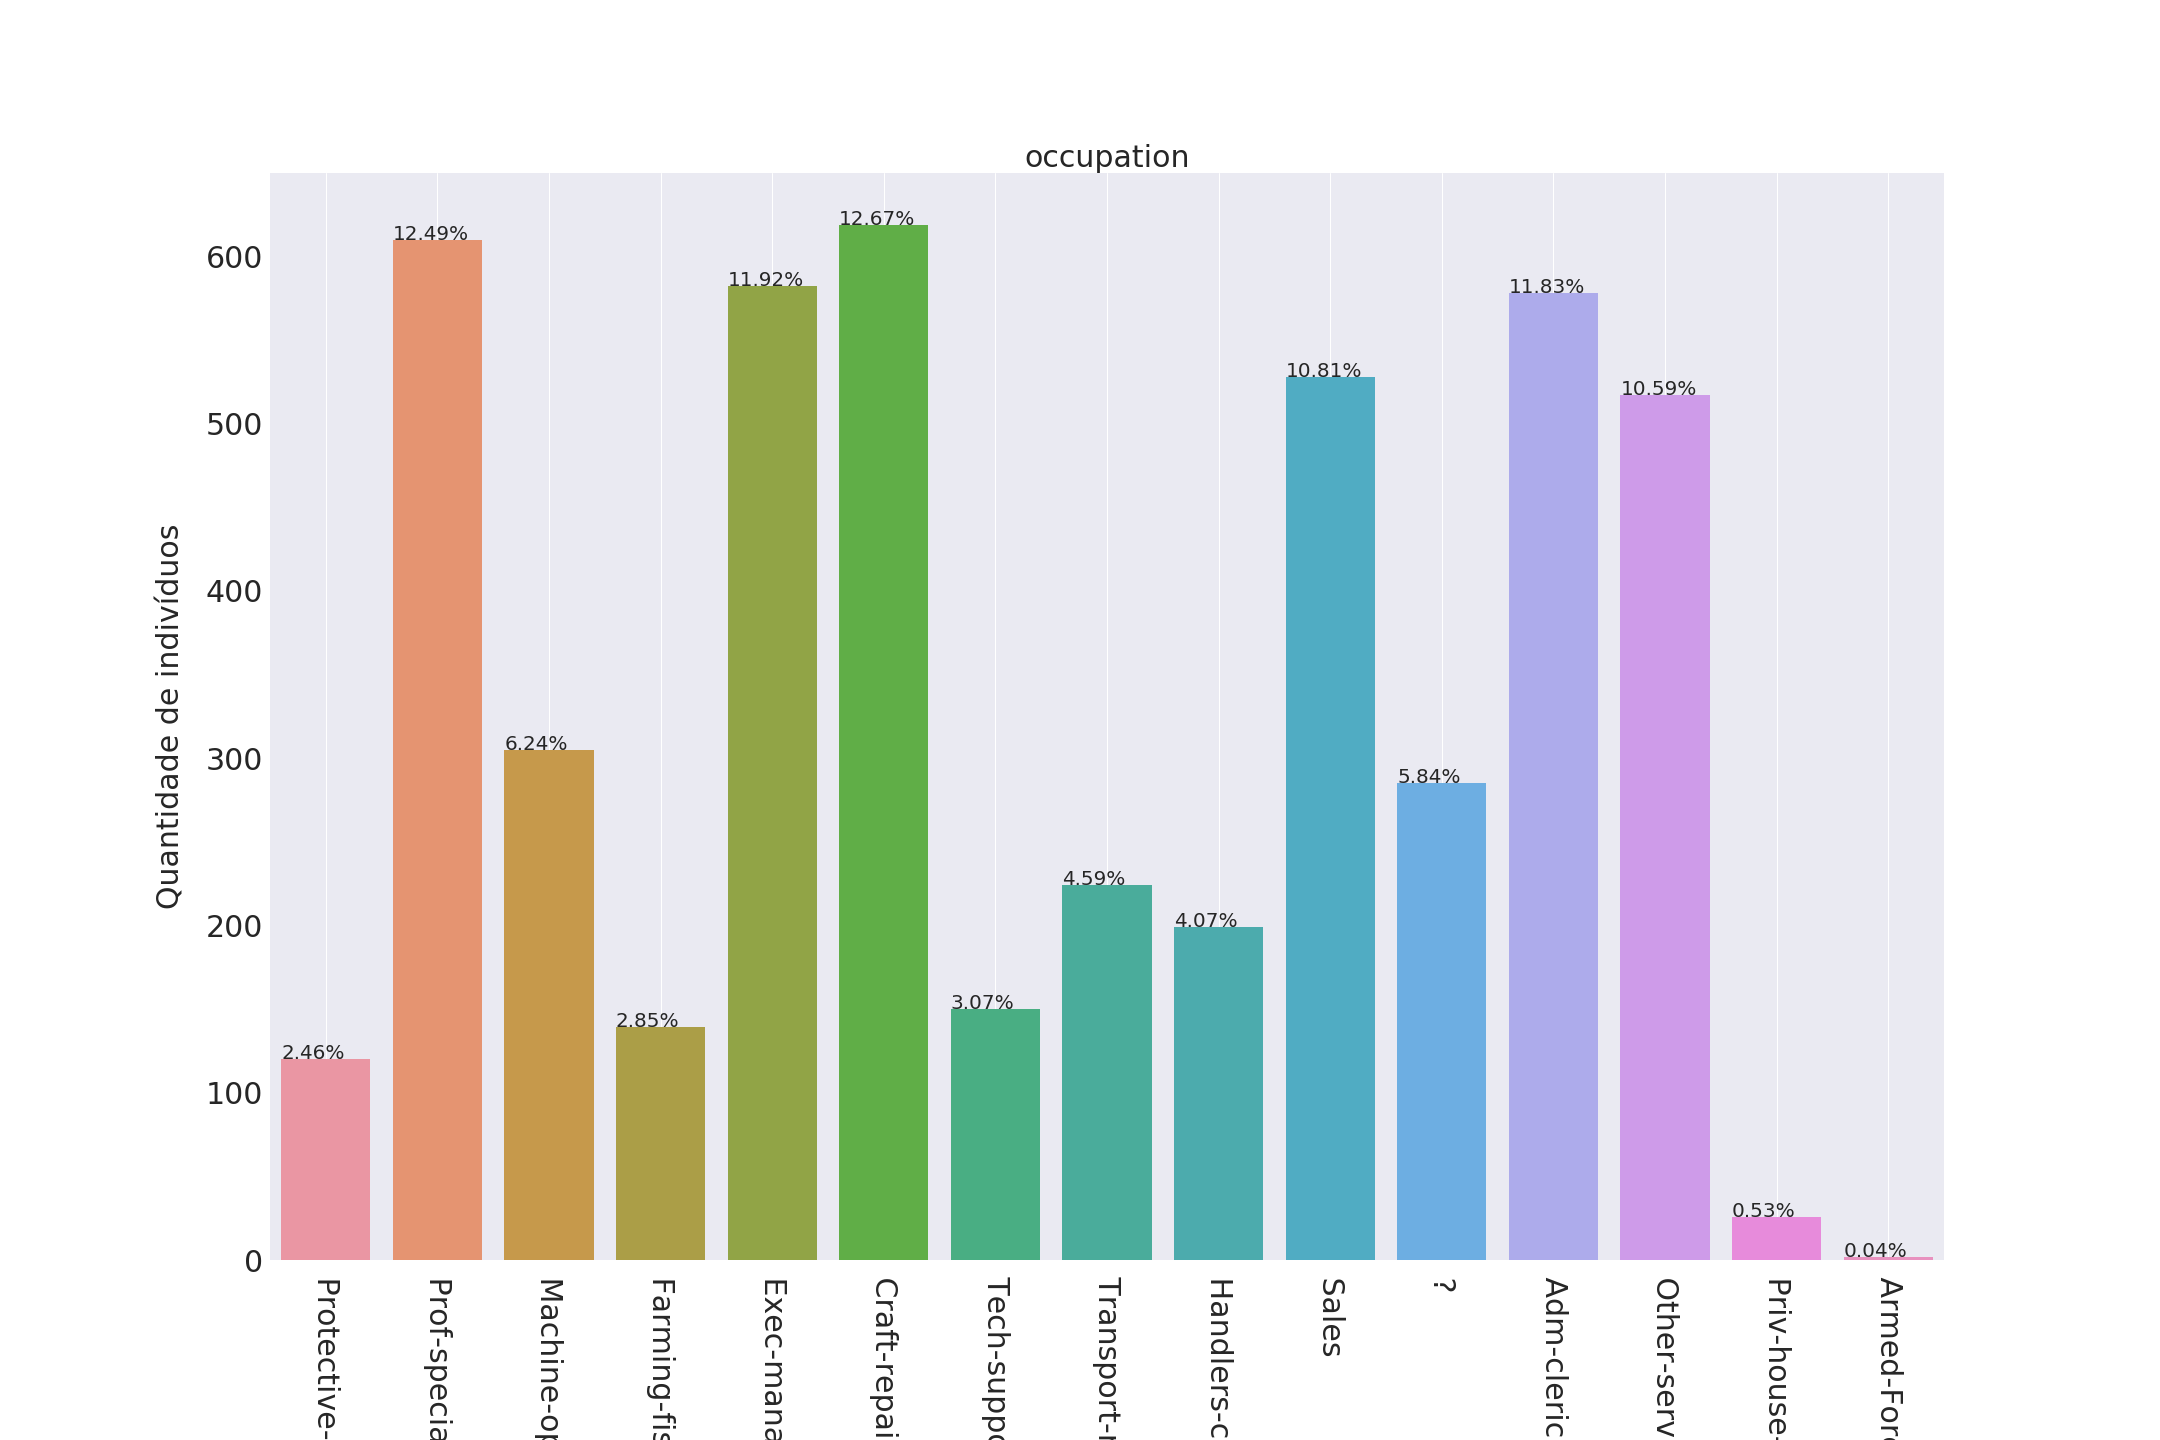 occupation
12.67%
12.49%
11.92%
11.83%
10.81%
10.59%
6.24%
5.84%
4.59%
4.07%
3.07%
2.85%
2.46%
0.53%
0.04%
Quantidade de indivíduos
600
500
400
300
200
100
0
Protective-
Prof-specia
Machine-op
Farming-fis
Exec-mana
Craft-repai
Tech-suppo
Transport-
Handlers-c
Sales
?
Adm-cleric
Other-serv
Priv-house-
Armed-Forc